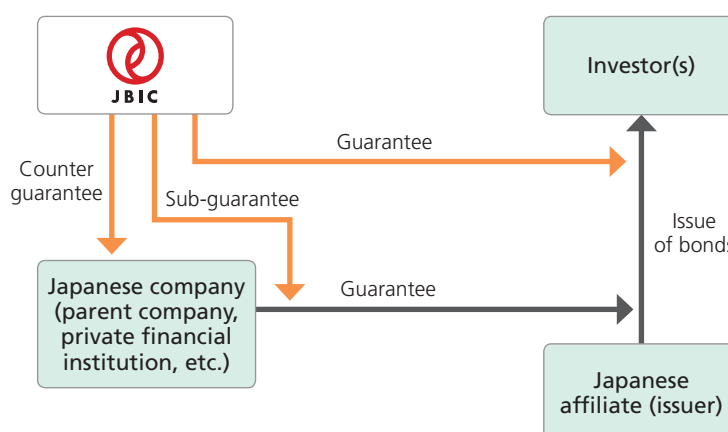 JBIC
Investor(s)
Guarantee
Counter
guarantee
Sub-guarantee
Issue
of bonds
Japanese company
(parent company,
private financial
institution, etc.)
Guarantee
Japanese
affiliate (issuer)